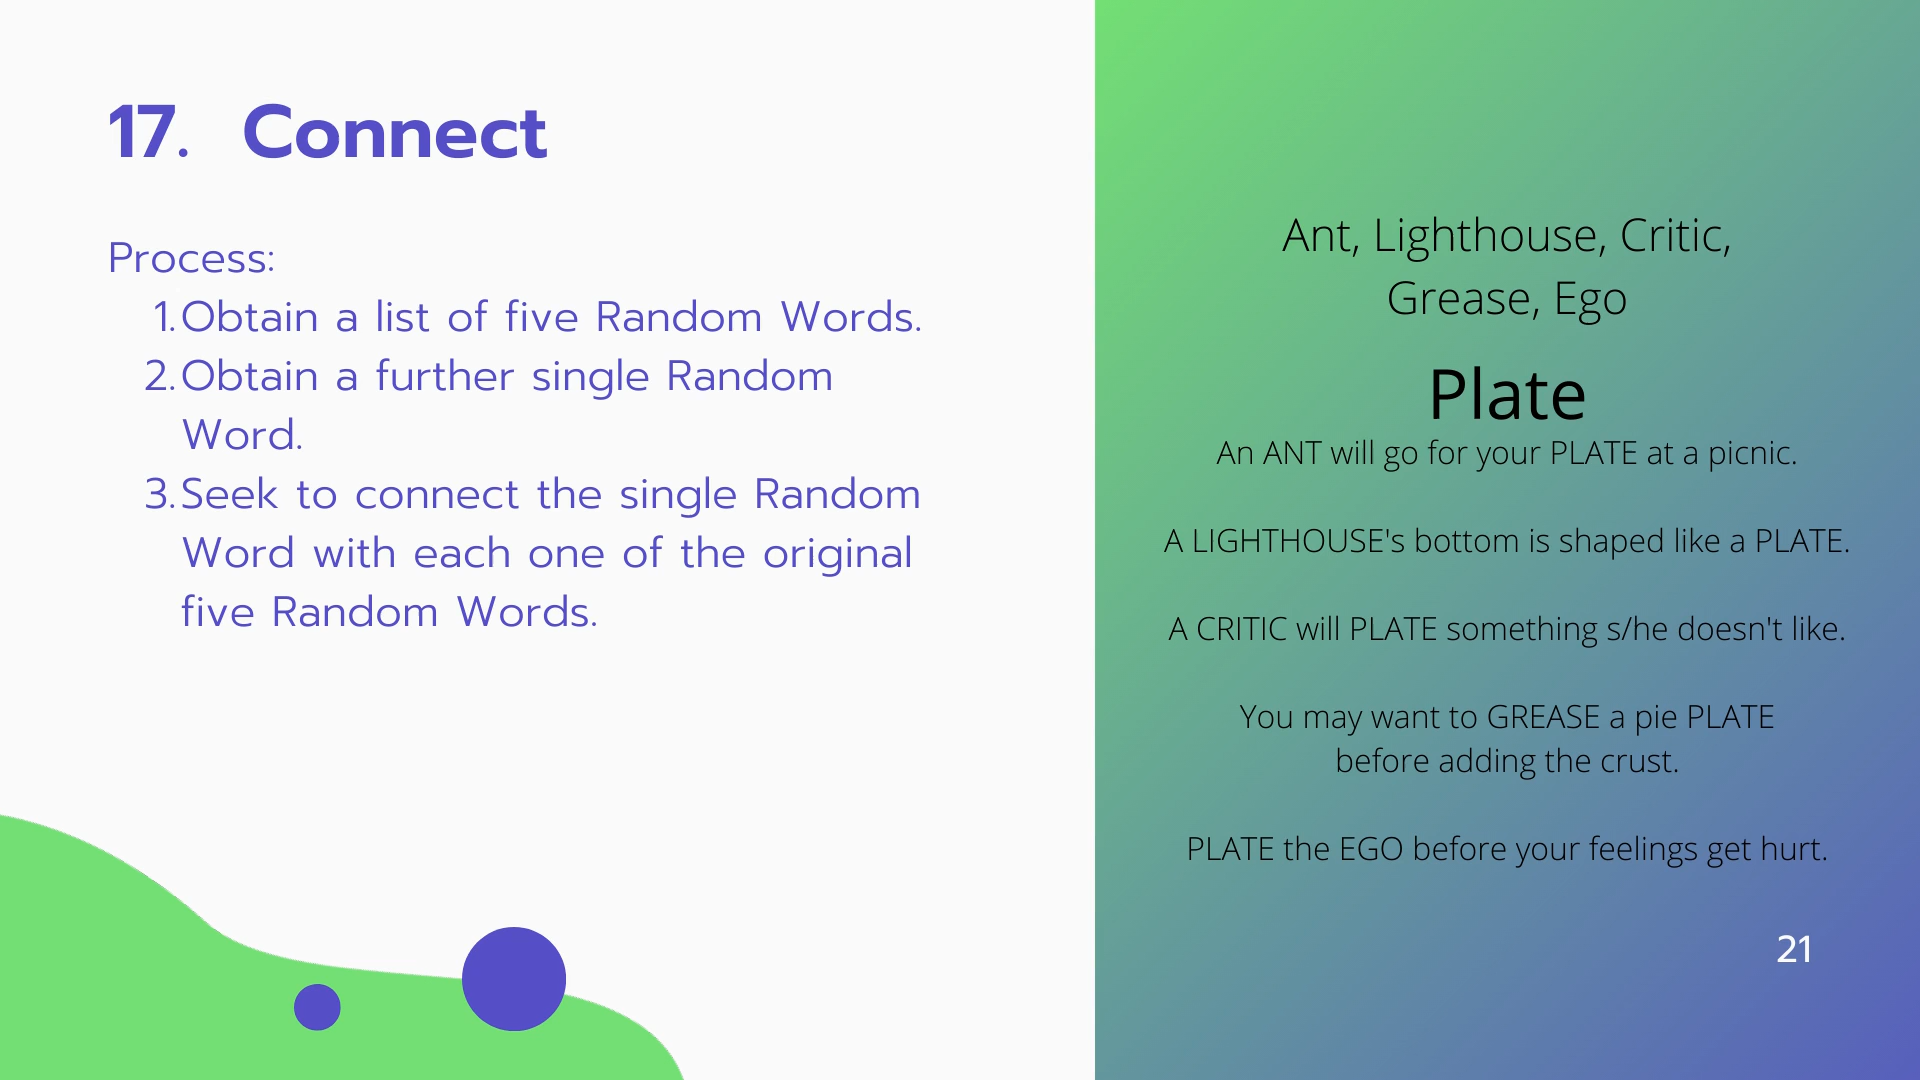 17. Connect
Process:
1. Obtain a list of five Random Words.
2. Obtain a further single Random
Word.
3. Seek to connect the single Random
Word with each one of the original
five Random Words.
Ant, Lighthouse, Critic,
Grease, Ego
Plate
An ANT will go for your PLATE at a picnic.
A LIGHTHOUSE's bottom is shaped like a PLATE.
A CRITIC will PLATE something s/he doesn't like.
You may want to GREASE a pie PLATE
before adding the crust.
PLATE the EGO before your feelings get hurt.
21